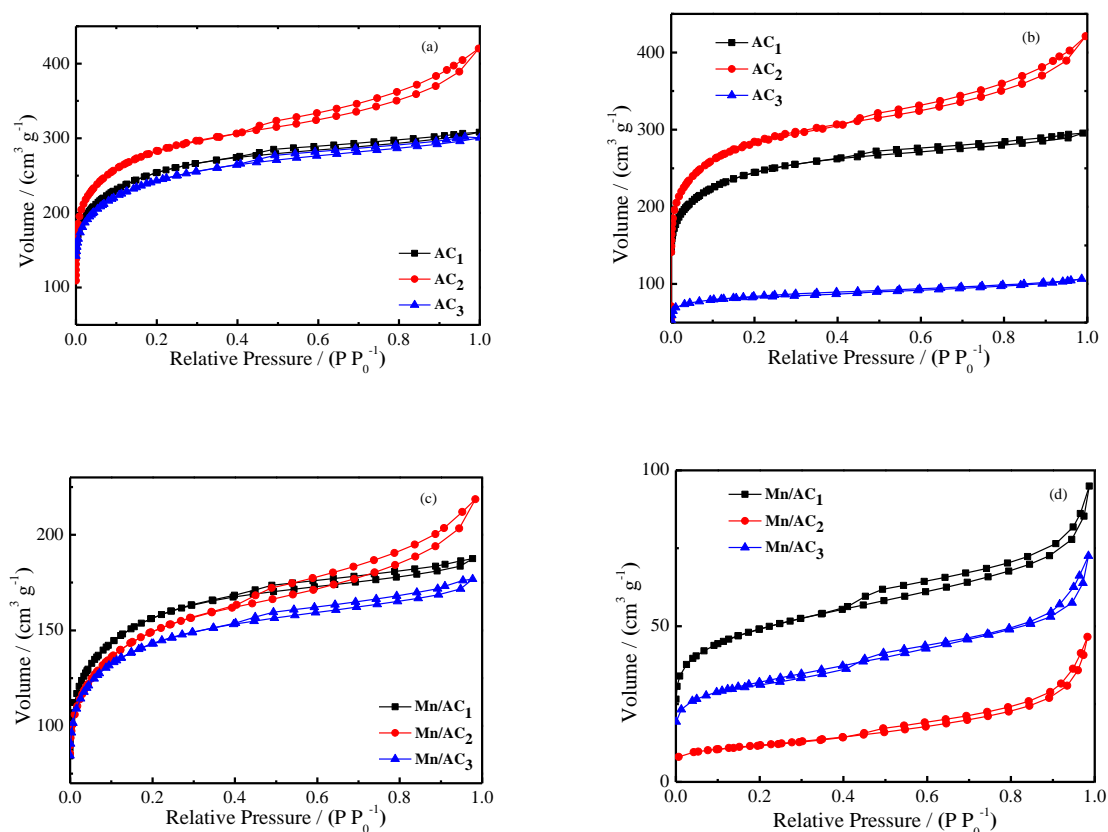 (a)
400
300
200
100
Volume / (cm³ g⁻¹)
AC₁
AC₂
AC₃
0.0 0.2 0.4 0.6 0.8 1.0
Relative Pressure / (P P₀⁻¹)
(b)
400
300
200
100
Volume / (cm³ g⁻¹)
AC₁
AC₂
AC₃
0.0 0.2 0.4 0.6 0.8 1.0
Relative Pressure / (P P₀⁻¹)
(c)
200
150
100
Volume / (cm³ g⁻¹)
Mn/AC₁
Mn/AC₂
Mn/AC₃
0.0 0.2 0.4 0.6 0.8 1.0
Relative Pressure / (P P₀⁻¹)
(d)
100
50
0
Volume / (cm³ g⁻¹)
Mn/AC₁
Mn/AC₂
Mn/AC₃
0.0 0.2 0.4 0.6 0.8 1.0
Relative Pressure / (P P₀⁻¹)